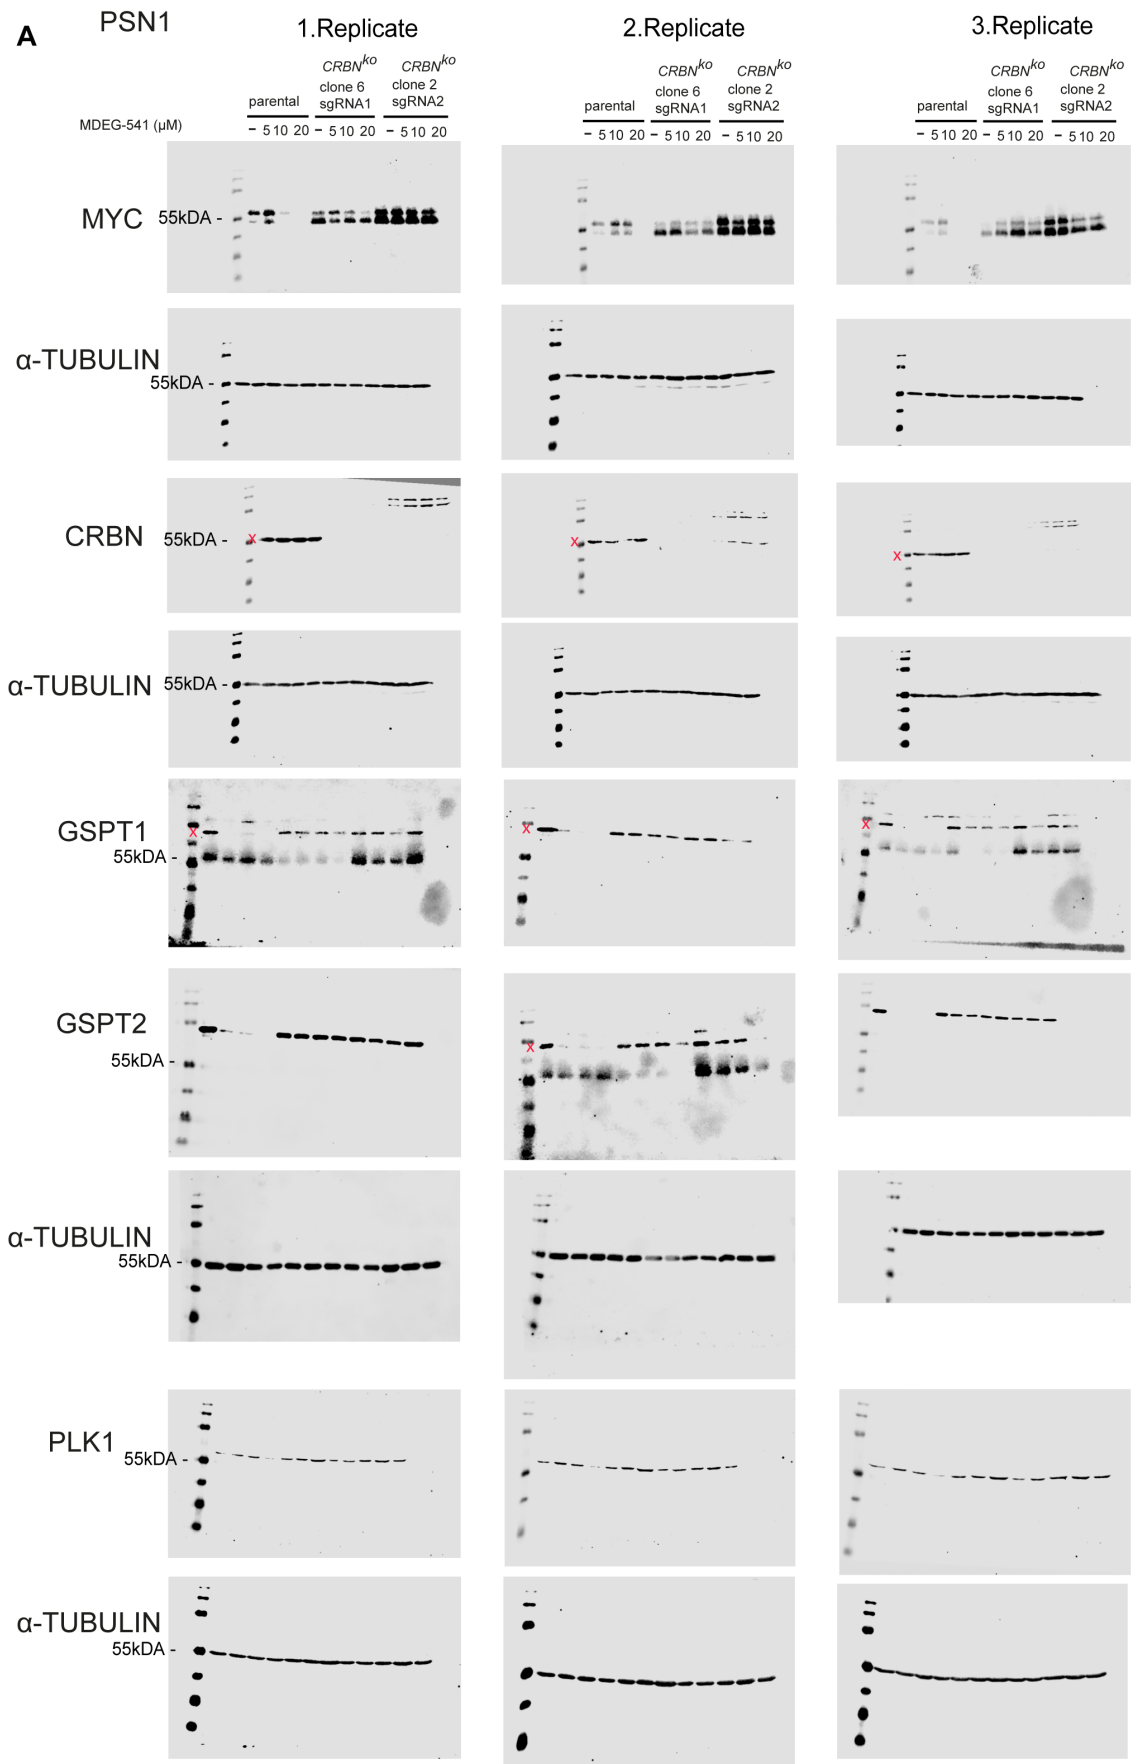 A
PSN1
1.Replicate
2.Replicate
3.Replicate
parental
CRBNko
clone 6
sgRNA1
CRBNko
clone 2
sgRNA2
parental
CRBNko
clone 6
sgRNA1
CRBNko
clone 2
sgRNA2
parental
CRBNko
clone 6
sgRNA1
CRBNko
clone 2
sgRNA2
MDEG-541 (µM)
– 5 10 20 – 5 10 20 – 5 10 20
– 5 10 20 – 5 10 20 – 5 10 20
– 5 10 20 – 5 10 20 – 5 10 20
MYC 55kDA -
α-TUBULIN
55kDA -
CRBN 55kDA - x x x
α-TUBULIN 55kDA -
GSPT1 x x x
55kDA -
GSPT2 x
55kDA -
α-TUBULIN
55kDA -
PLK1
55kDA -
α-TUBULIN
55kDA -